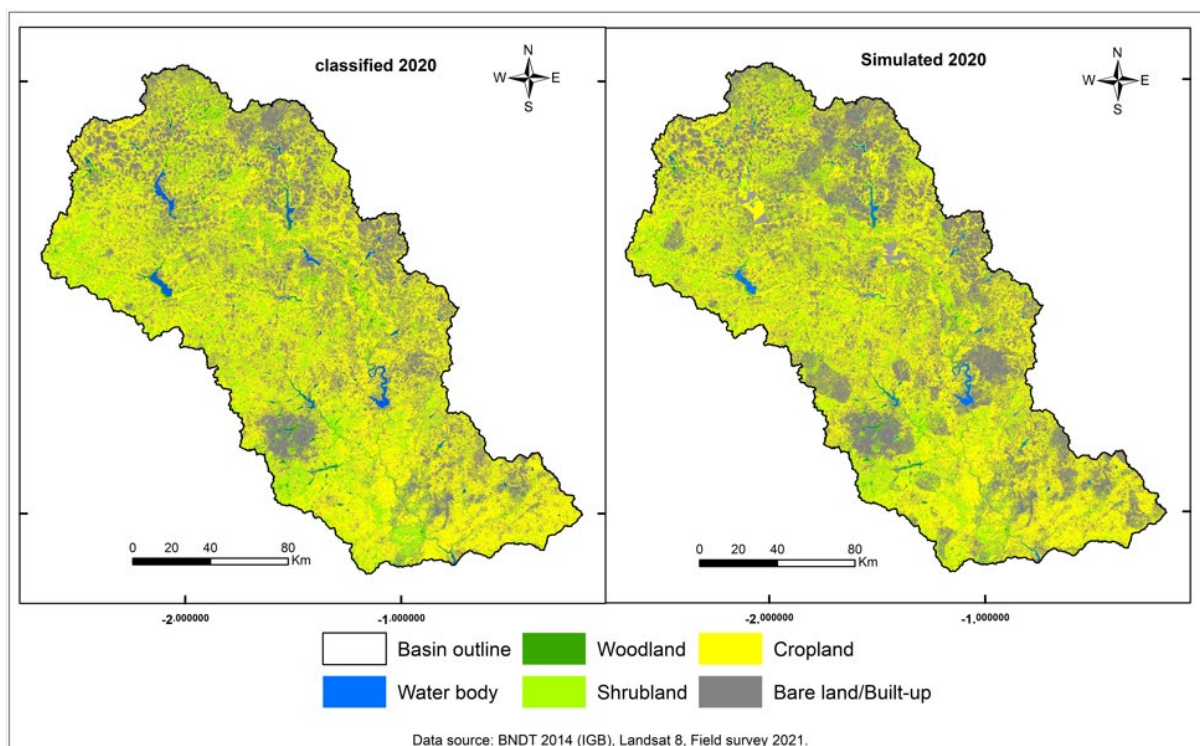 classified 2020
N
W E
S
0 20 40 80
Km
-2.000000 -1.000000
Simulated 2020
N
W E
S
0 20 40 80
Km
-2.000000 -1.000000
Basin outline
Woodland
Cropland
Water body
Shrubland
Bare land/Built-up
Data source: BNDT 2014 (IGB), Landsat 8, Field survey 2021.